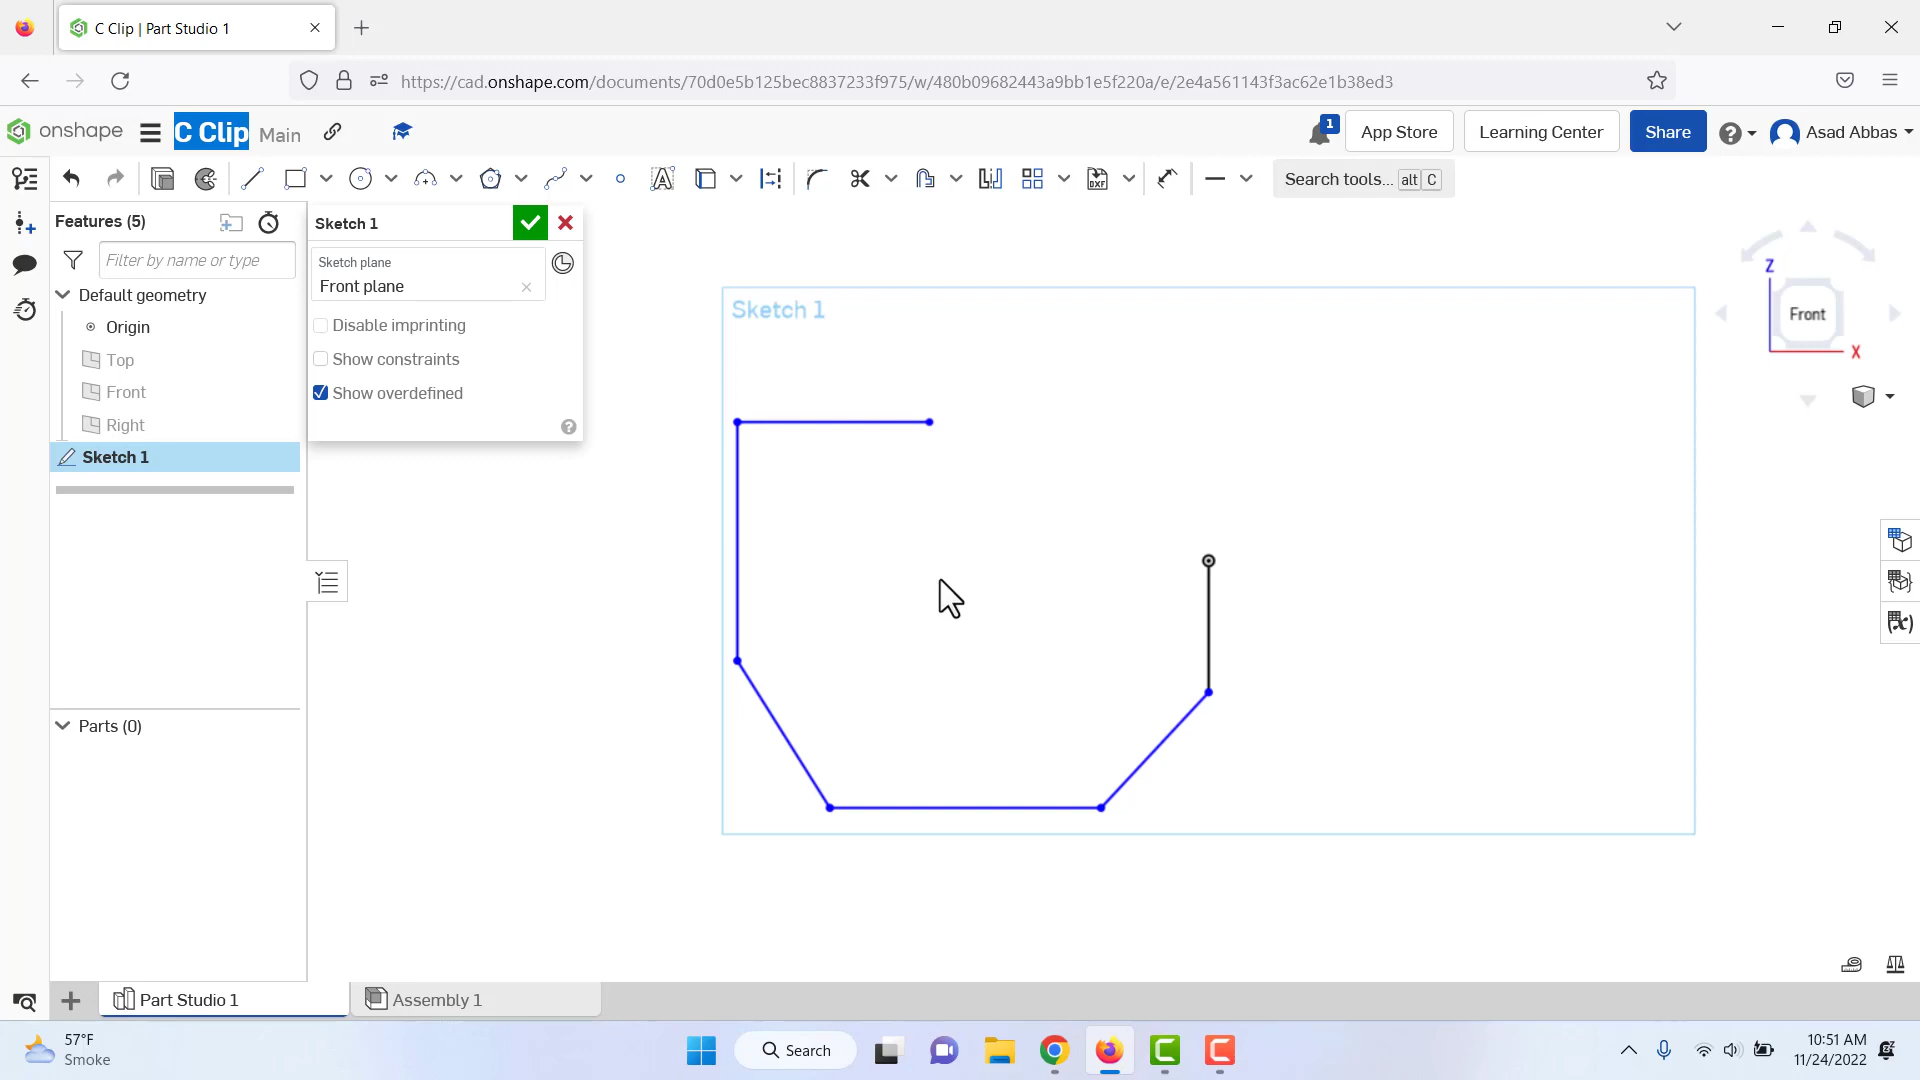 C Clip | Part Studio 1
https://cad.onshape.com/documents/70d0e5b125bec8837233f975/w/480b09682443a9bb1e5f220a/e/2e4a561143f3ac62e1b38ed3
onshape C Clip Main 1 App Store Learning Center Share Asad Abbas
DXF Search tools... alt C
Features (5)
Filter by name or type
Default geometry
Origin
Top
Front
Right
Sketch 1
Parts (0)
Sketch 1
Sketch plane
Front plane
Disable imprinting
Show constraints
Show overdefined
Sketch 1
Z
Front
X
(x)
Part Studio 1
Assembly 1
57°F
Smoke
Search
10:51 AM
11/24/2022